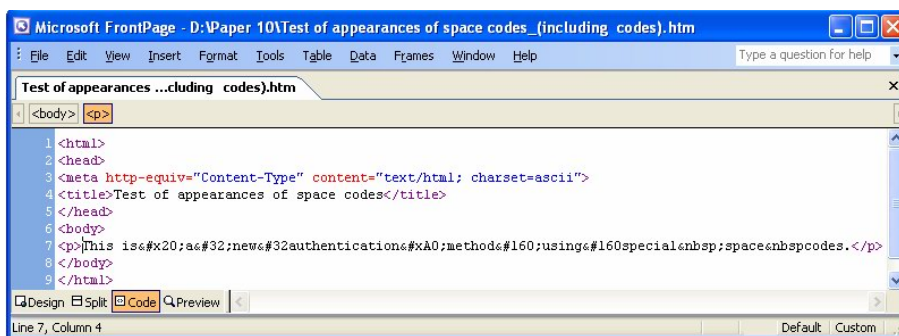 Microsoft FrontPage - D:\Paper 10\Test of appearances of space codes_(including  codes).htm
File Edit View Insert Format Tools Table Data Frames Window Help Type a question for help
Test of appearances ...cluding  codes).htm
<body> <p>
1 <html>
2 <head>
3 <meta http-equiv="Content-Type" content="text/html; charset=ascii">
4 <title>Test of appearances of space codes</title>
5 </head>
6 <body>
7 <p>This is&#x20;a&#32;new&#32authentication&#xA0;method&#160;using&#160special&nbsp;space&nbspcodes.</p>
8 </body>
9 </html>
Design Split Code Preview
Line 7, Column 4 Default Custom